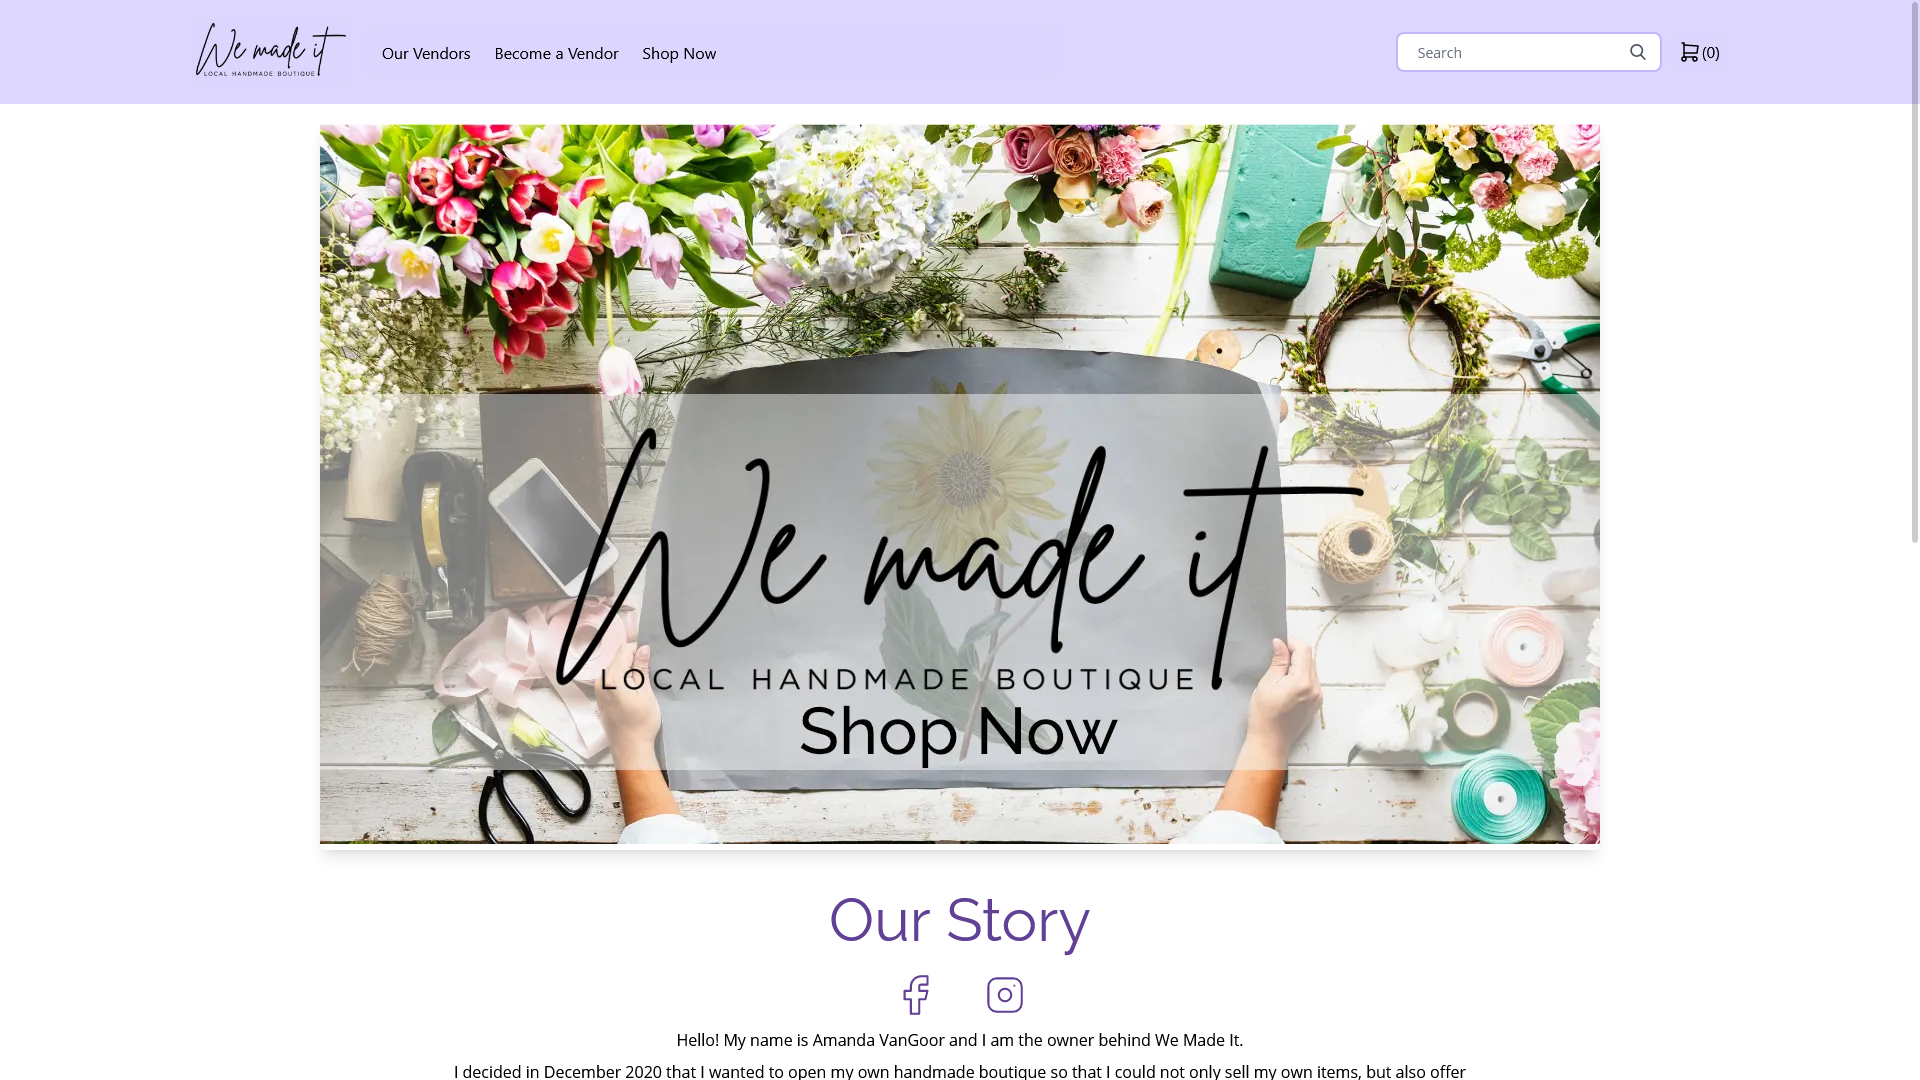 We made it
LOCAL HANDMADE BOUTIQUE
Our Vendors
Become a Vendor
Shop Now
Search
(0)
We made it
LOCAL HANDMADE BOUTIQUE
Shop Now
Our Story
Hello! My name is Amanda VanGoor and I am the owner behind We Made It.
I decided in December 2020 that I wanted to open my own handmade boutique so that I could not only sell my own items, but also offer